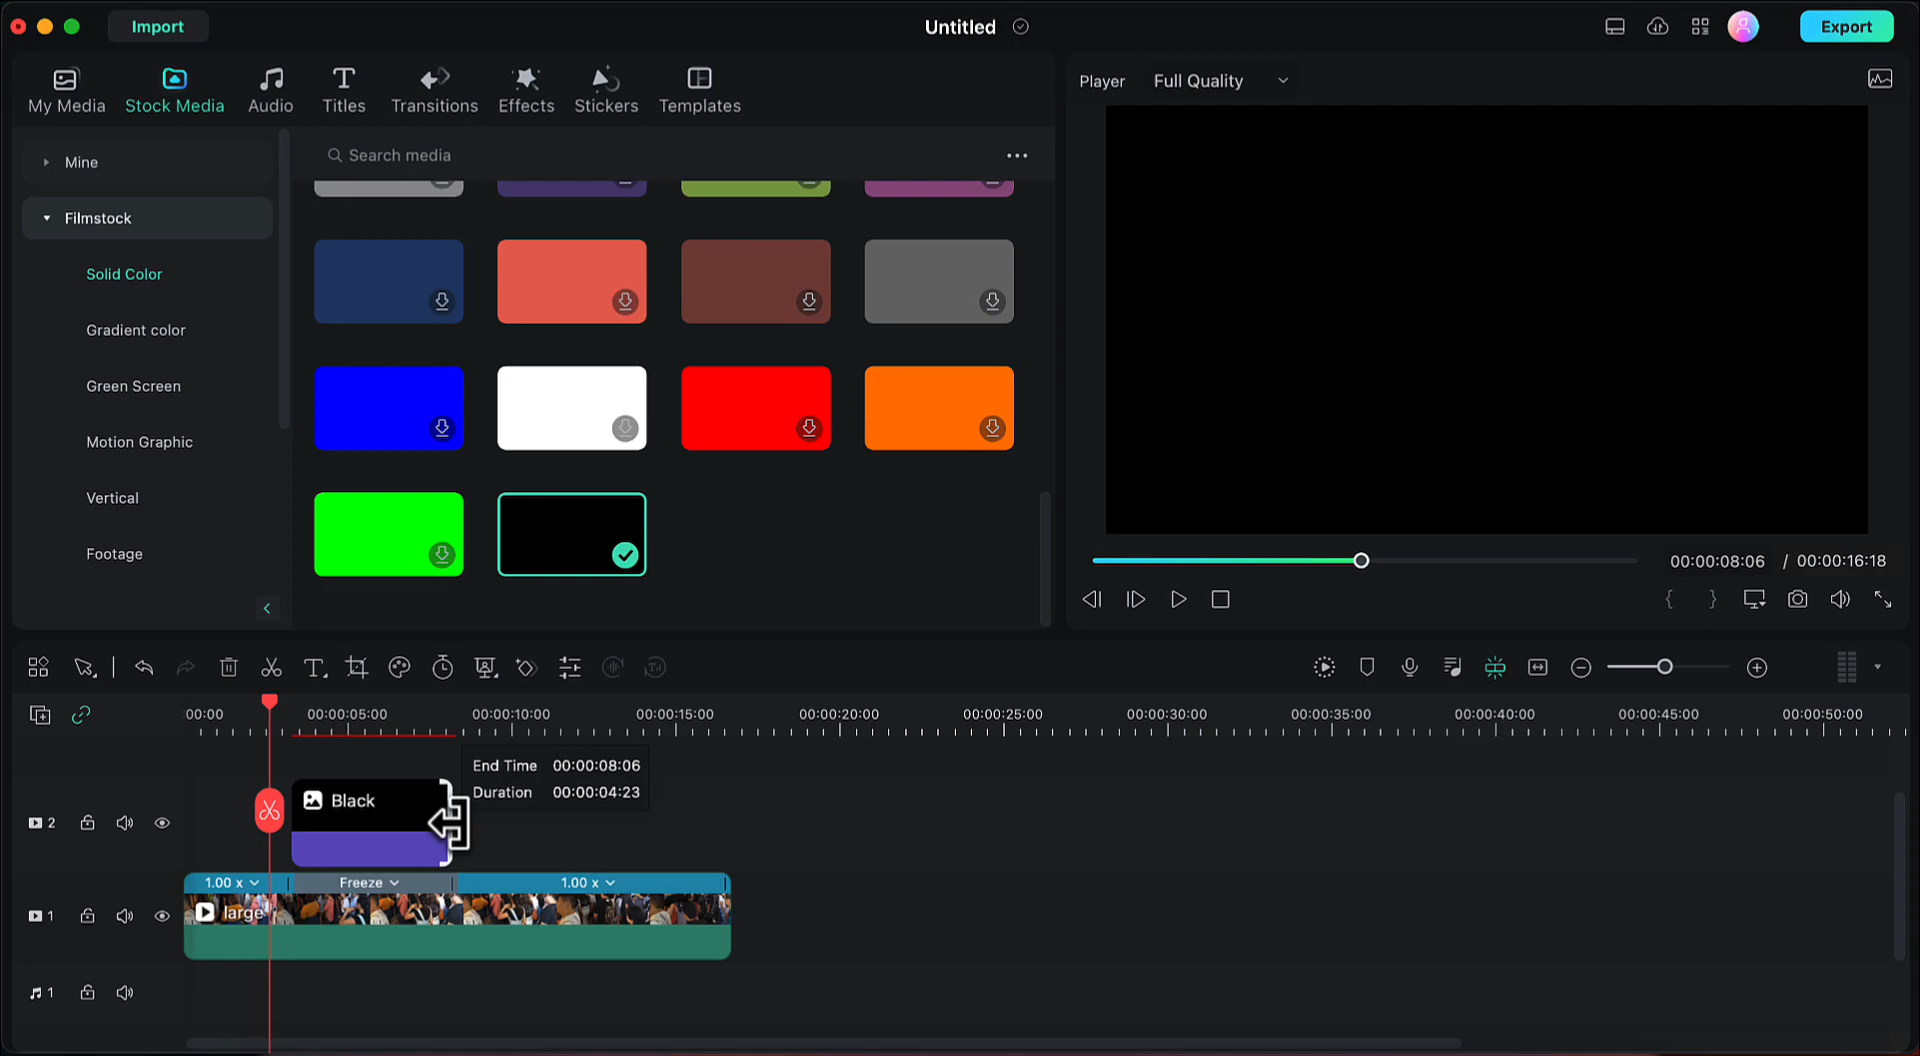 Import
Untitled
Export
My Media
Stock Media
Audio
Titles
Transitions
Effects
Stickers
Templates
Player
Full Quality
Mine
Search media
Filmstock
Solid Color
Gradient color
Green Screen
Motion Graphic
Vertical
Footage
00:00:08:06 / 00:00:16:18
:00:00
00:00:05:00
00:00:10:00
00:00:15:00
00:00:20:00
00:00:25:00
00:00:30:00
00:00:35:00
00:00:40:00
00:00:45:00
00:00:50:00
End Time 00:00:08:06
Duration 00:00:04:23
Black
2
1.00 x
Freeze
1.00 x
1
large
1